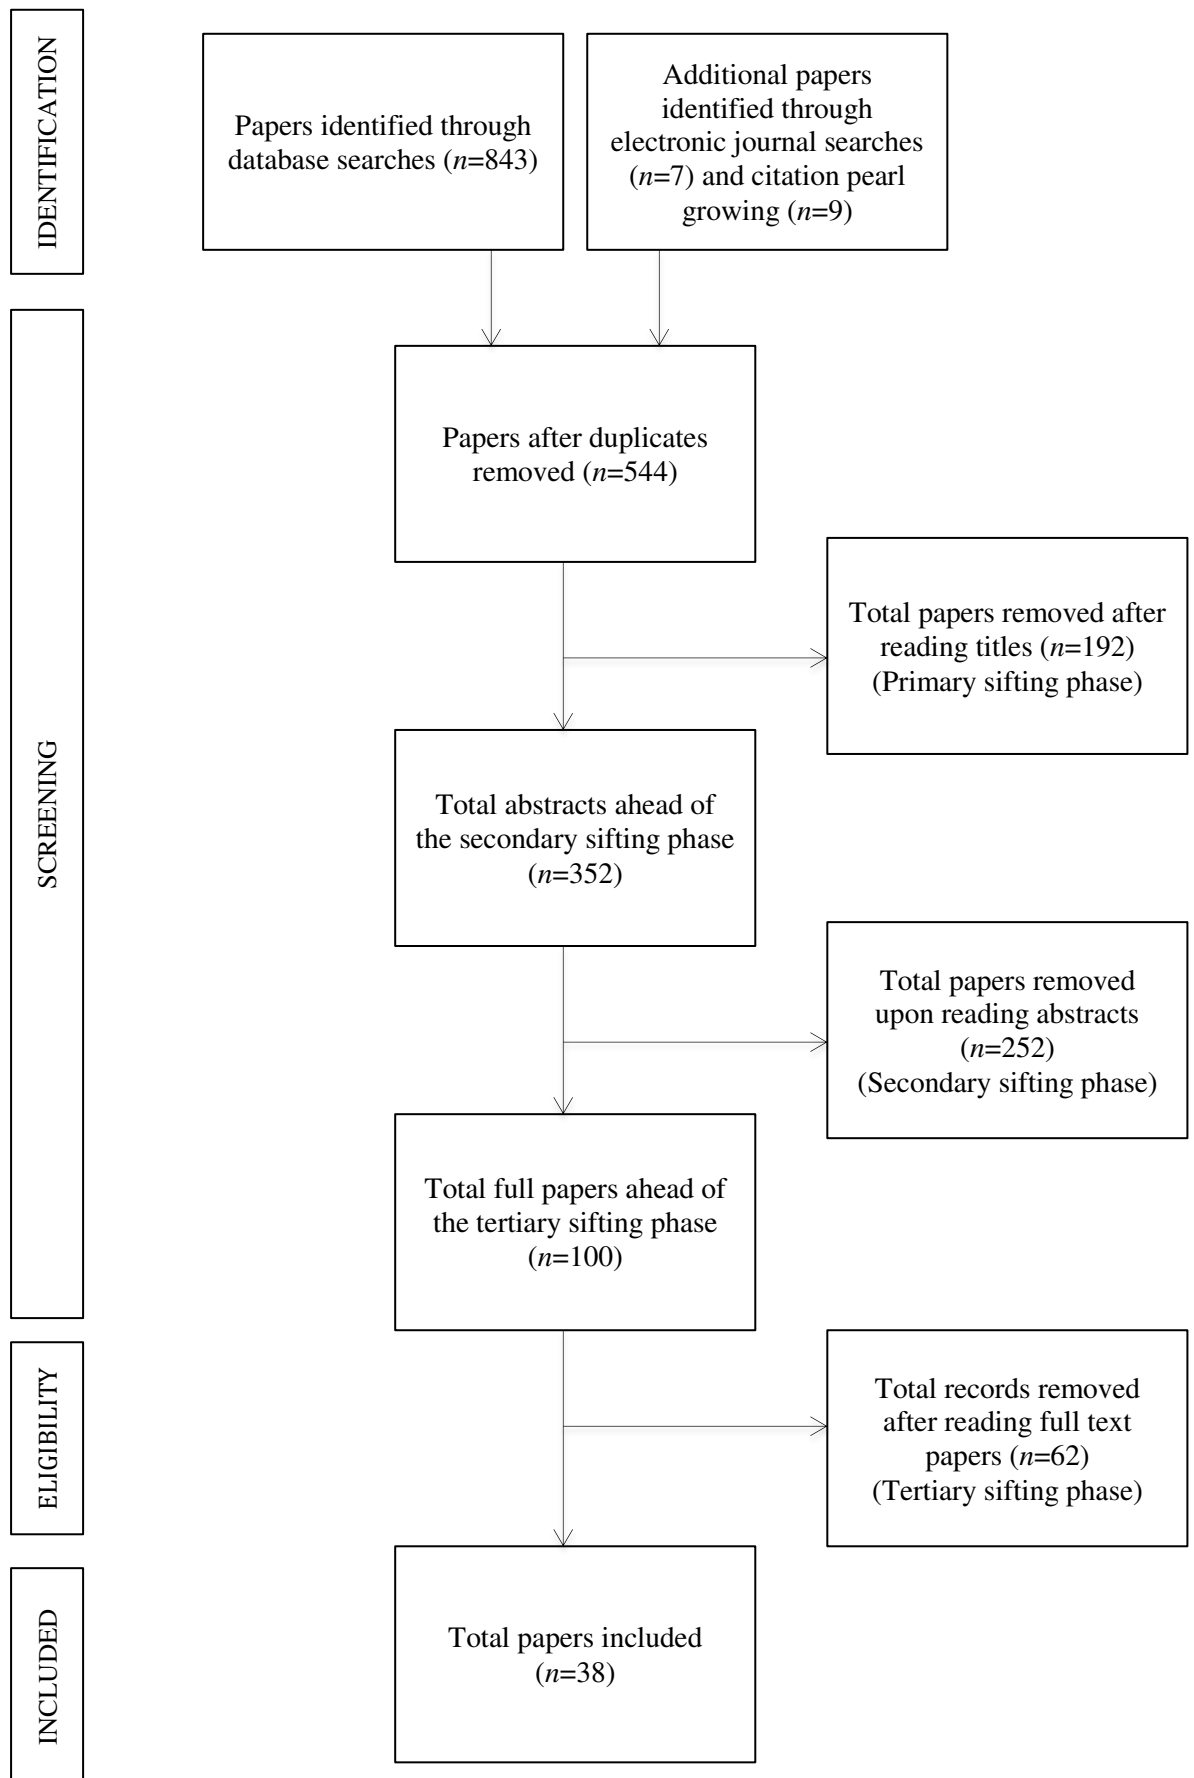 IDENTIFICATION
Papers identified through
database searches (n=843)
Additional papers
identified through
electronic journal searches
(n=7) and citation pearl
growing (n=9)
SCREENING
Papers after duplicates
removed (n=544)
Total papers removed after
reading titles (n=192)
(Primary sifting phase)
Total abstracts ahead of
the secondary sifting phase
(n=352)
Total papers removed
upon reading abstracts
(n=252)
(Secondary sifting phase)
Total full papers ahead of
the tertiary sifting phase
(n=100)
ELIGIBILITY
Total records removed
after reading full text
papers (n=62)
(Tertiary sifting phase)
INCLUDED
Total papers included
(n=38)